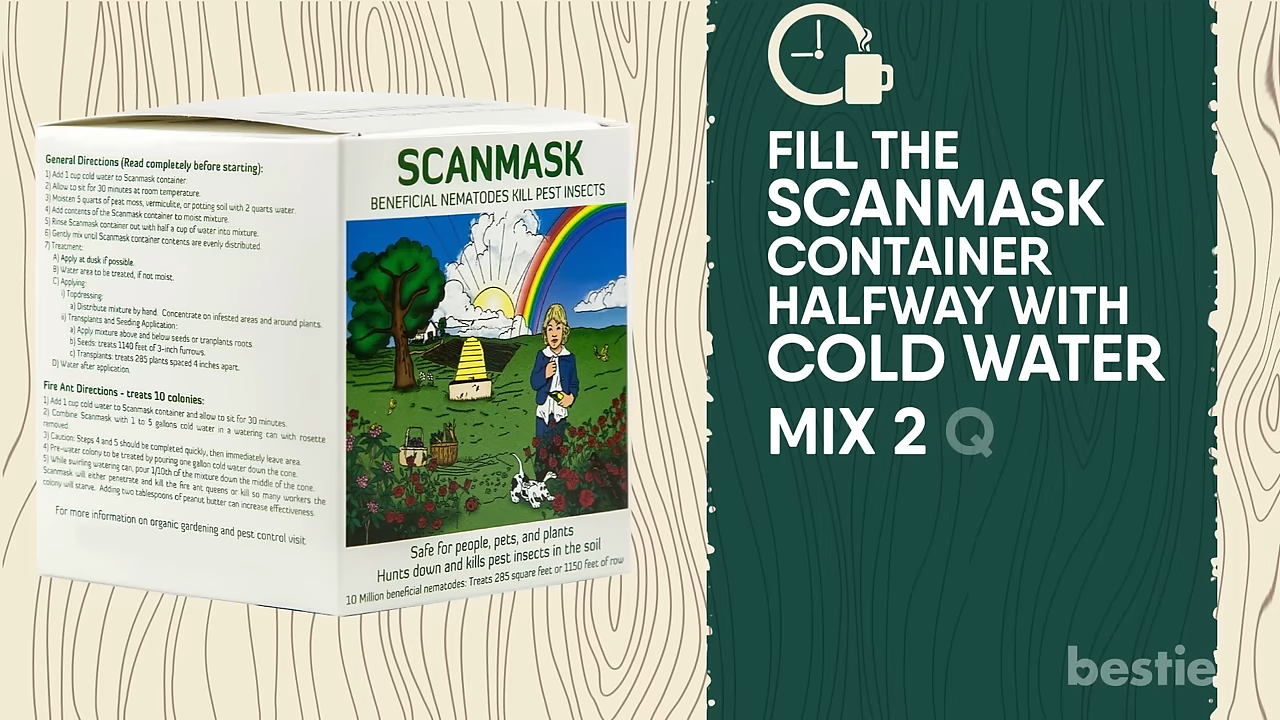 General Directions (Read completely before starting):
1) Add 1 cup cold water to Scanmask container.
2) Allow to sit for 30 minutes at room temperature.
3) Moisten 5 quarts of peat moss, vermiculite, or potting soil with 2 quarts water.
4) Add contents of the Scanmask container to moist mixture.
5) Rinse Scanmask container out with half a cup of water into mixture.
6) Gently mix until Scanmask container contents are evenly distributed.
7) Treatment:
A) Apply at dusk if possible.
B) Water area to be treated, if not moist.
C) Applying:
i) Topdressing:
a) Distribute mixture by hand. Concentrate on infested areas and around plants.
ii) Transplants and Seeding Application:
a) Apply mixture above and below seeds or tranplants roots.
b) Seeds: treats 1140 feet of 3-inch furrows.
c) Transplants: treats 285 plants spaced 4 inches apart.
D) Water after application.
Fire Ant Directions - treats 10 colonies:
1) Add 1 cup cold water to Scanmask container and allow to sit for 30 minutes.
2) Combine Scanmask with 1 to 5 gallons cold water in a watering can with rosette
removed.
3) Caution: Steps 4 and 5 should be completed quickly, then immediately leave area.
4) Pre-water colony to be treated by pouring one gallon cold water down the cone.
5) While swirling watering can, pour 1/10th of the mixture down the middle of the cone.
Scanmask will either penetrate and kill the fire ant queens or kill so many workers the
colony will starve. Adding two tablespoons of peanut butter can increase effectiveness.
For more information on organic gardening and pest control visit
SCANMASK
BENEFICIAL NEMATODES KILL PEST INSECTS
Safe for people, pets, and plants
Hunts down and kills pest insects in the soil
10 Million beneficial nematodes: Treats 285 square feet or 1150 feet of row
FILL THE
SCANMASK
CONTAINER
HALFWAY WITH
COLD WATER
MIX 2 Q
bestie